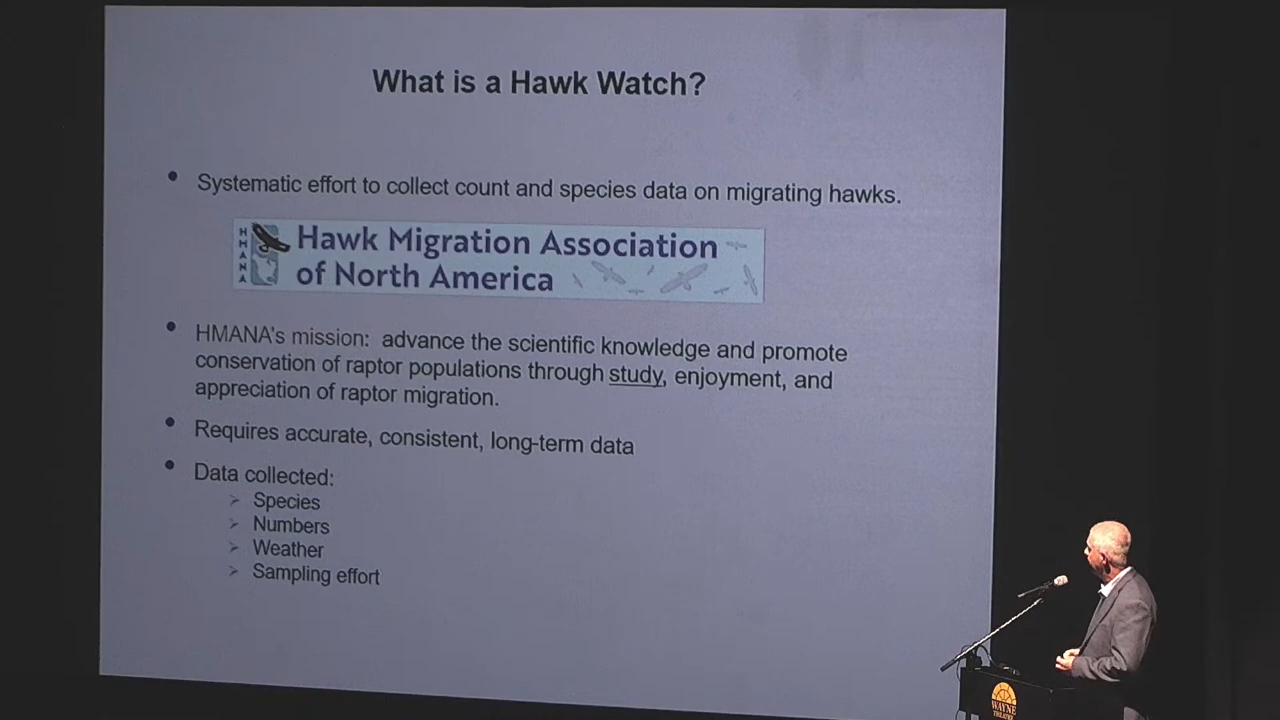 What is a Hawk Watch?
• Systematic effort to collect count and species data on migrating hawks.
HMANA
Hawk Migration Association
of North America
• HMANA's mission: advance the scientific knowledge and promote
conservation of raptor populations through study, enjoyment, and
appreciation of raptor migration.
• Requires accurate, consistent, long-term data
• Data collected:
➢ Species
➢ Numbers
➢ Weather
➢ Sampling effort
WAYNE
THEATRE